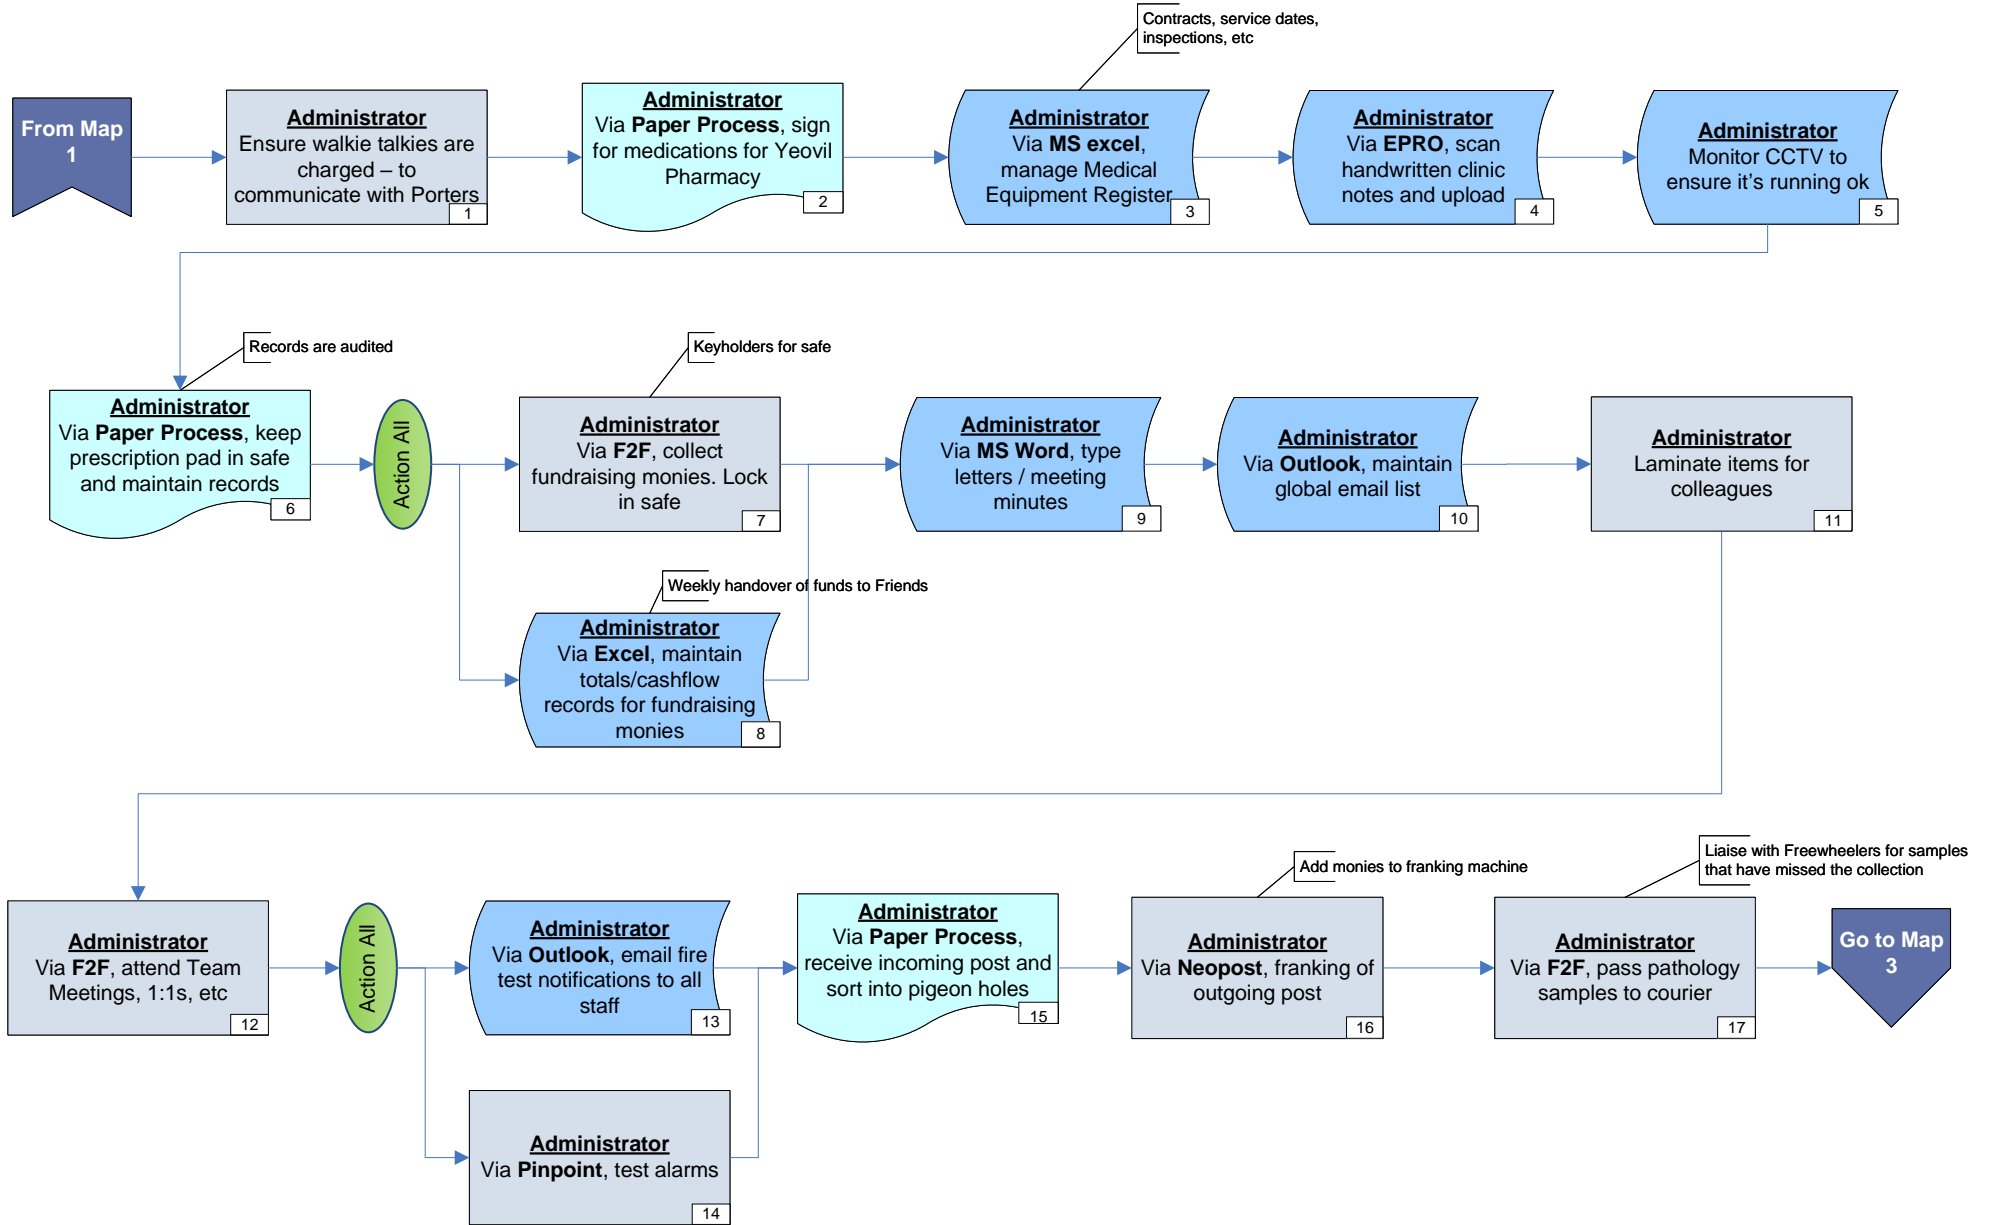 Contracts, service dates,
inspections, etc
From Map
1
Administrator
Ensure walkie talkies are
charged – to
communicate with Porters
1
Administrator
Via Paper Process, sign
for medications for Yeovil
Pharmacy
2
Administrator
Via MS excel,
manage Medical
Equipment Register
3
Administrator
Via EPRO, scan
handwritten clinic
notes and upload
4
Administrator
Monitor CCTV to
ensure it's running ok
5
Records are audited
Administrator
Via Paper Process, keep
prescription pad in safe
and maintain records
6
Action All
Keyholders for safe
Administrator
Via F2F, collect
fundraising monies. Lock
in safe
7
Weekly handover of funds to Friends
Administrator
Via Excel, maintain
totals/cashflow
records for fundraising
monies
8
Administrator
Via MS Word, type
letters / meeting
minutes
9
Administrator
Via Outlook, maintain
global email list
10
Administrator
Laminate items for
colleagues
11
Administrator
Via F2F, attend Team
Meetings, 1:1s, etc
12
Action All
Administrator
Via Outlook, email fire
test notifications to all
staff
13
Administrator
Via Pinpoint, test alarms
14
Administrator
Via Paper Process,
receive incoming post and
sort into pigeon holes
15
Add monies to franking machine
Administrator
Via Neopost, franking of
outgoing post
16
Liaise with Freewheelers for samples
that have missed the collection
Administrator
Via F2F, pass pathology
samples to courier
17
Go to Map
3